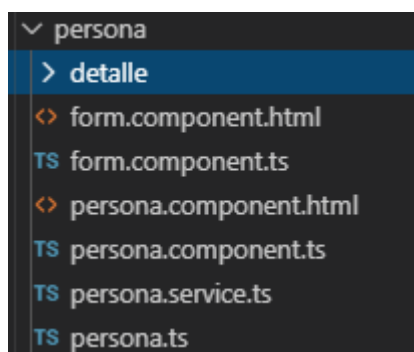 persona
detalle
<> form.component.html
TS form.component.ts
<> persona.component.html
TS persona.component.ts
TS persona.service.ts
TS persona.ts